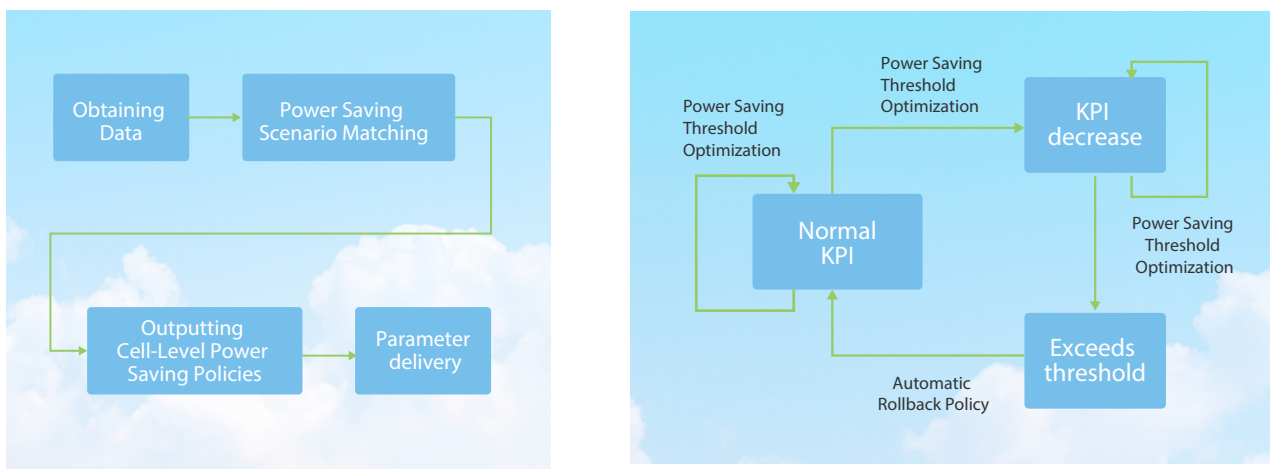 Obtaining
Data
Power Saving
Scenario Matching
Outputting
Cell-Level Power
Saving Policies
Parameter
delivery
Power Saving
Threshold
Optimization
Power Saving
Threshold
Optimization
KPI
decrease
Normal
KPI
Power Saving
Threshold
Optimization
Exceeds
threshold
Automatic
Rollback Policy